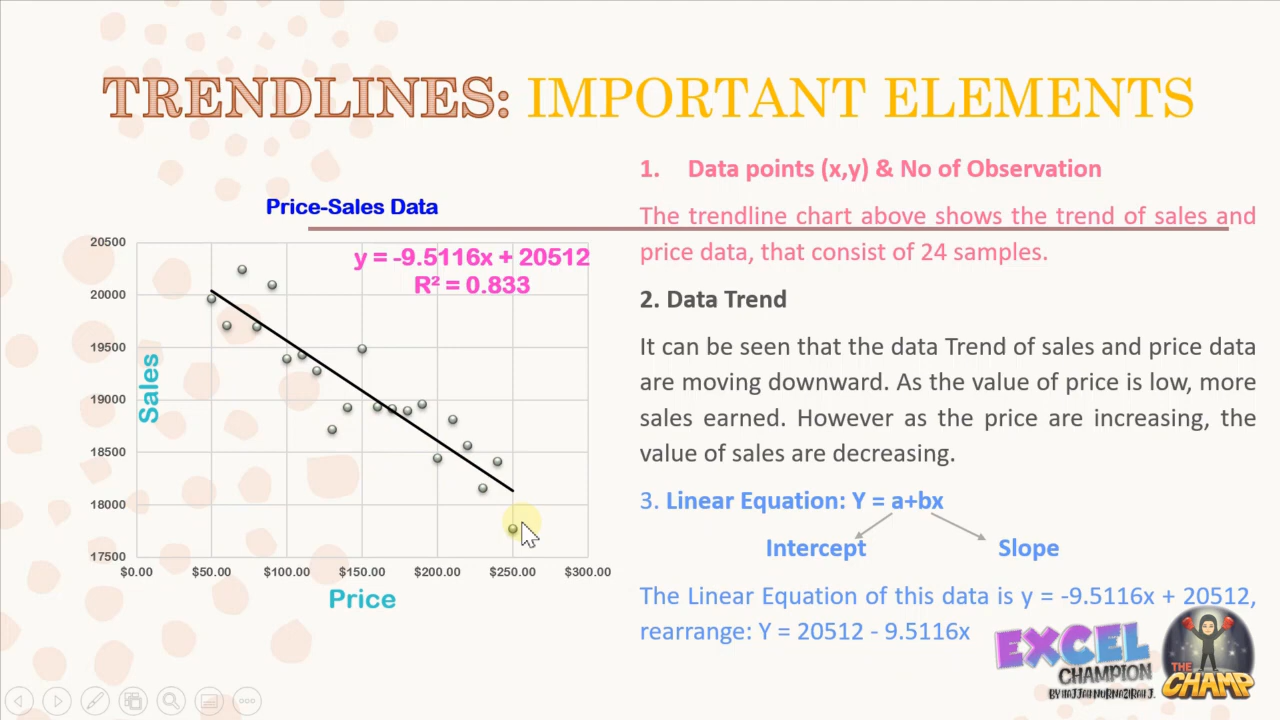 TRENDLINES: IMPORTANT ELEMENTS
Price-Sales Data
y = -9.5116x + 20512
R² = 0.833
20500
20000
19500
19000
18500
18000
17500
Sales
$0.00 $50.00 $100.00 $150.00 $200.00 $250.00 $300.00
Price
1. Data points (x,y) & No of Observation
The trendline chart above shows the trend of sales and
price data, that consist of 24 samples.
2. Data Trend
It can be seen that the data Trend of sales and price data
are moving downward. As the value of price is low, more
sales earned. However as the price are increasing, the
value of sales are decreasing.
3. Linear Equation: Y = a+bx
Intercept Slope
The Linear Equation of this data is y = -9.5116x + 20512,
rearrange: Y = 20512 - 9.5116x
EXCEL
CHAMPION
THE
CHAMP